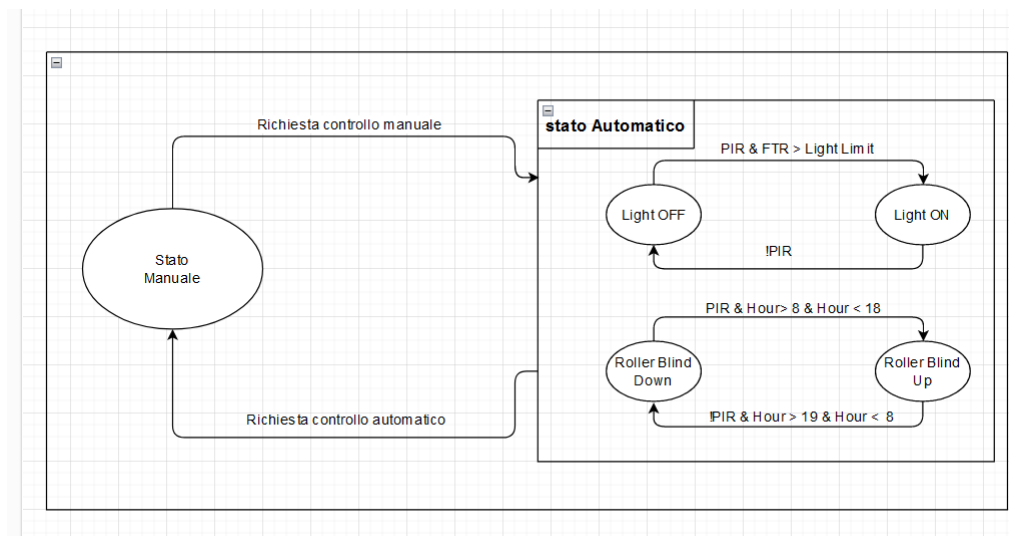 Richiesta controllo manuale
stato Automatico
PIR & FTR > Light Limit
Light OFF
Light ON
!PIR
Stato
Manuale
PIR & Hour> 8 & Hour < 18
Roller Blind
Down
Roller Blind
Up
!PIR & Hour > 19 & Hour < 8
Richiesta controllo automatico